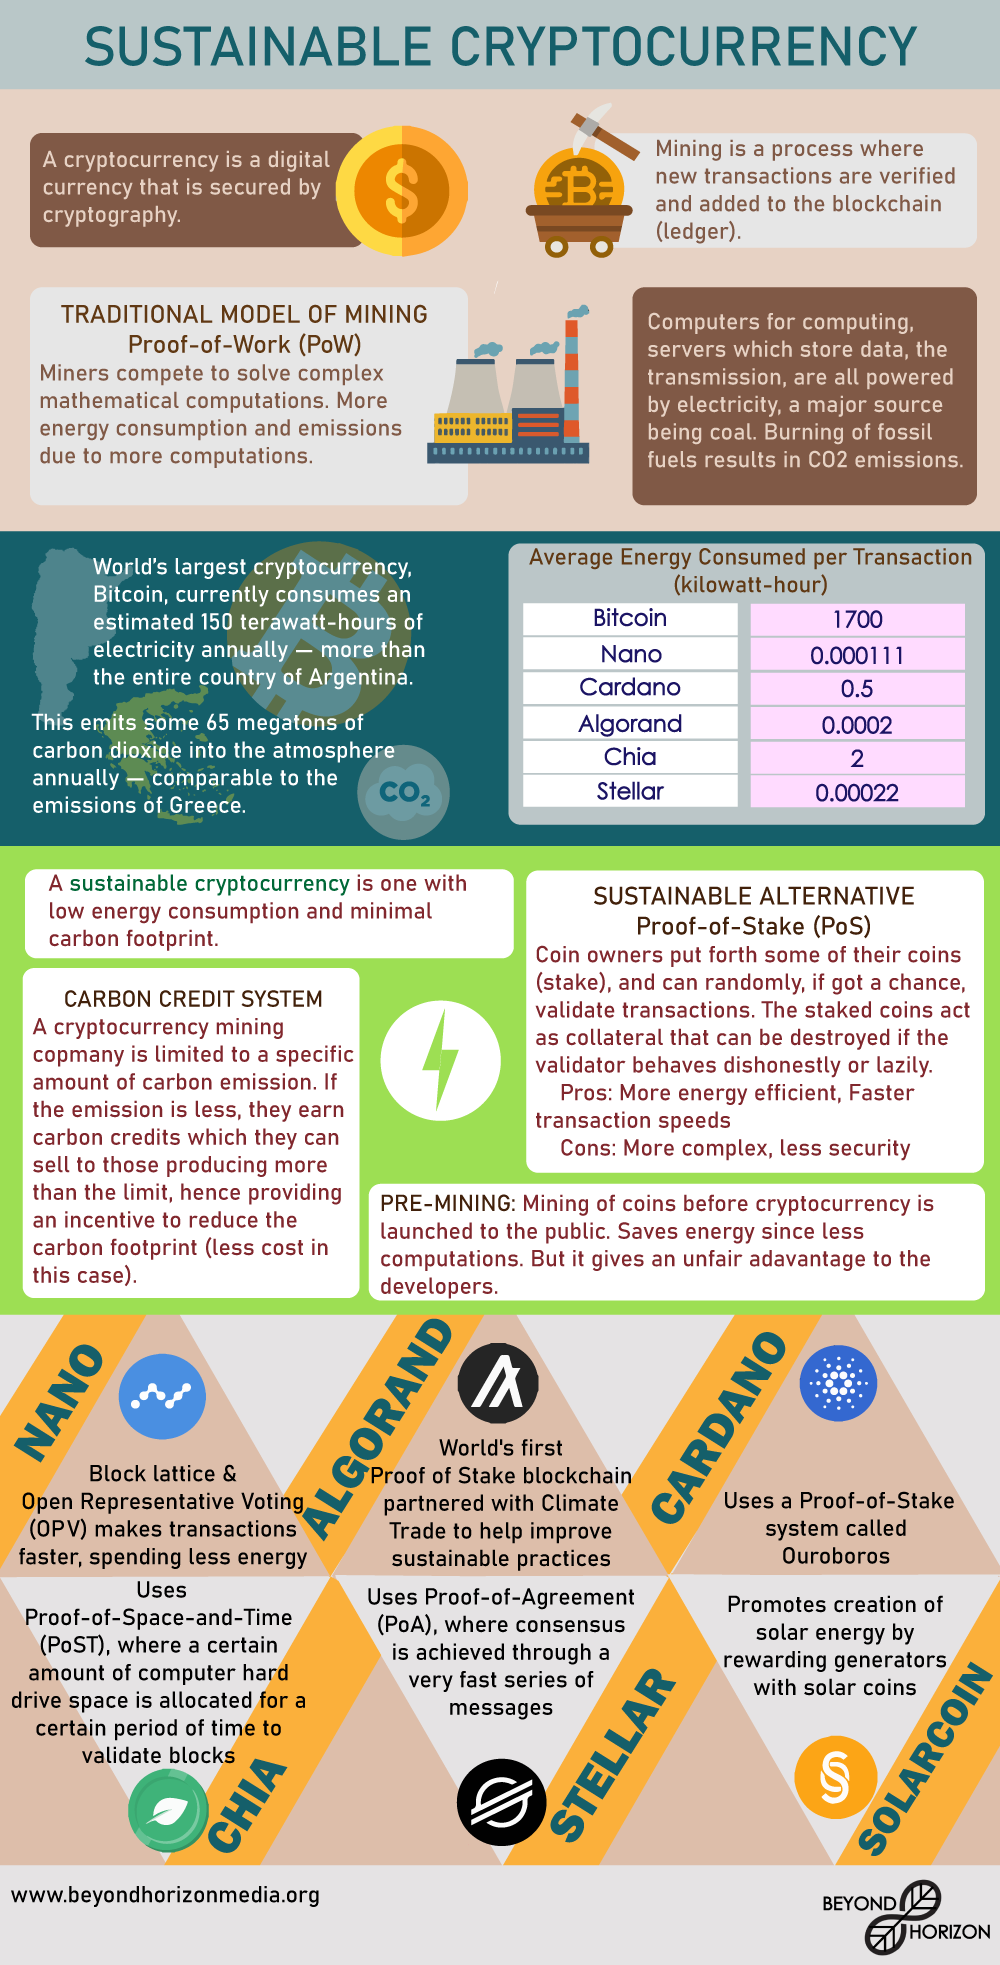 SUSTAINABLE CRYPTOCURRENCY
A cryptocurrency is a digital
currency that is secured by
cryptography.
Mining is a process where
new transactions are verified
and added to the blockchain
(ledger).
TRADITIONAL MODEL OF MINING
Proof-of-Work (PoW)
Miners compete to solve complex
mathematical computations. More
energy consumption and emissions
due to more computations.
Computers for computing,
servers which store data, the
transmission, are all powered
by electricity, a major source
being coal. Burning of fossil
fuels results in CO2 emissions.
World's largest cryptocurrency,
Bitcoin, currently consumes an
estimated 150 terawatt-hours of
electricity annually — more than
the entire country of Argentina.
This emits some 65 megatons of
carbon dioxide into the atmosphere
annually — comparable to the
emissions of Greece.
CO2
Average Energy Consumed per Transaction
(kilowatt-hour)
Bitcoin 1700
Nano 0.000111
Cardano 0.5
Algorand 0.0002
Chia 2
Stellar 0.00022
A sustainable cryptocurrency is one with
low energy consumption and minimal
carbon footprint.
SUSTAINABLE ALTERNATIVE
Proof-of-Stake (PoS)
Coin owners put forth some of their coins
(stake), and can randomly, if got a chance,
validate transactions. The staked coins act
as collateral that can be destroyed if the
validator behaves dishonestly or lazily.
Pros: More energy efficient, Faster
transaction speeds
Cons: More complex, less security
CARBON CREDIT SYSTEM
A cryptocurrency mining
copmany is limited to a specific
amount of carbon emission. If
the emission is less, they earn
carbon credits which they can
sell to those producing more
than the limit, hence providing
an incentive to reduce the
carbon footprint (less cost in
this case).
PRE-MINING: Mining of coins before cryptocurrency is
launched to the public. Saves energy since less
computations. But it gives an unfair adavantage to the
developers.
NANO
Block lattice &
Open Representative Voting
(OPV) makes transactions
faster, spending less energy
ALGORAND
World's first
Proof of Stake blockchain
partnered with Climate
Trade to help improve
sustainable practices
CARDANO
Uses a Proof-of-Stake
system called
Ouroboros
Uses
Proof-of-Space-and-Time
(PoST), where a certain
amount of computer hard
drive space is allocated for a
certain period of time to
validate blocks
CHIA
Uses Proof-of-Agreement
(PoA), where consensus
is achieved through a
very fast series of
messages
STELLAR
Promotes creation of
solar energy by
rewarding generators
with solar coins
SOLARCOIN
www.beyondhorizonmedia.org
BEYOND
HORIZON